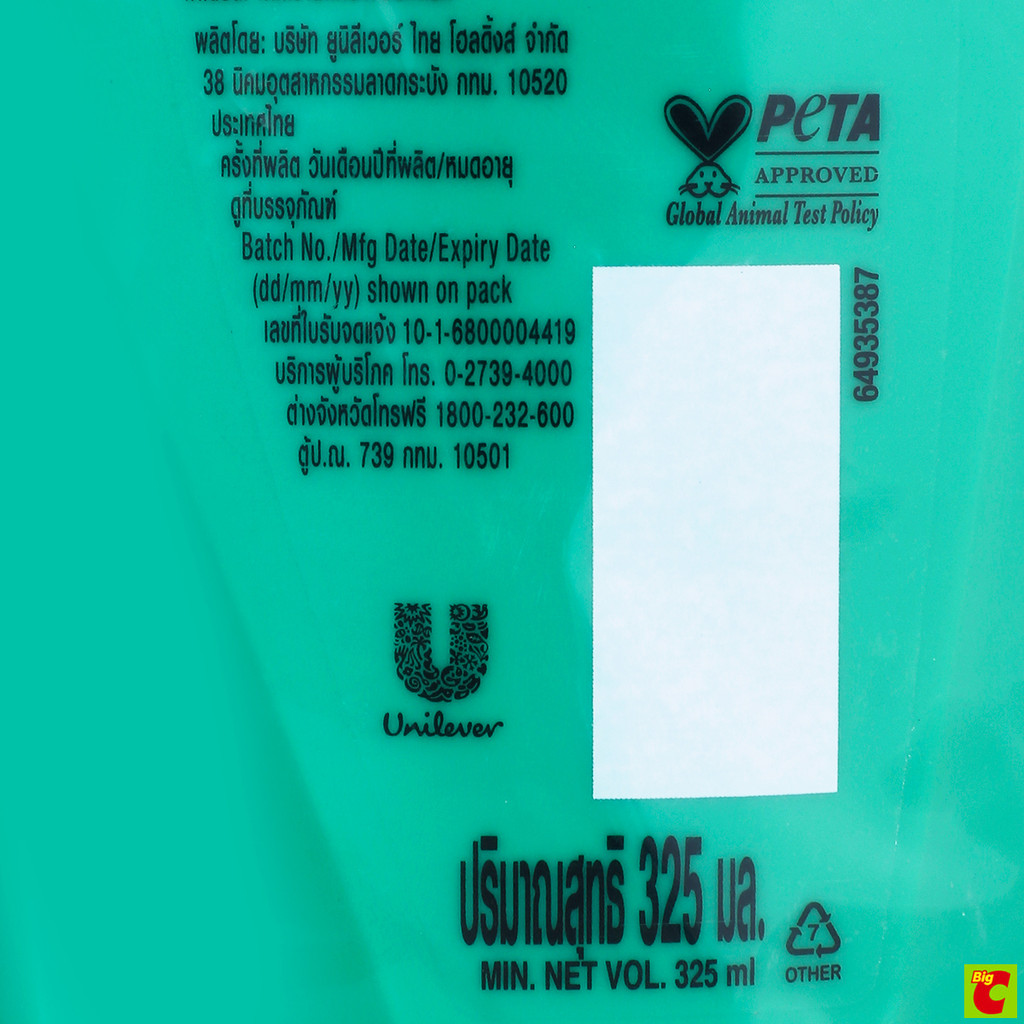 ผลิตโดย: บริษัท ยูนิลีเวอร์ ไทย โฮลดิ้งส์ จำกัด
38 นิคมอุตสาหกรรมลาดกระบัง กทม. 10520
ประเทศไทย
ครั้งที่ผลิต วันเดือนปีที่ผลิต/หมดอายุ
ดูที่บรรจุภัณฑ์
Batch No./Mfg Date/Expiry Date
(dd/mm/yy) shown on pack
เลขที่ใบรับจดแจ้ง 10-1-6800004419
บริการผู้บริโภค โทร. 0-2739-4000
ต่างจังหวัดโทรฟรี 1800-232-600
ตู้ป.ณ. 739 กทม. 10501
PETA
APPROVED
Global Animal Test Policy
64935387
Unilever
ปริมาณสุทธิ 325 มล.
MIN. NET VOL. 325 ml
7
OTHER
Big C